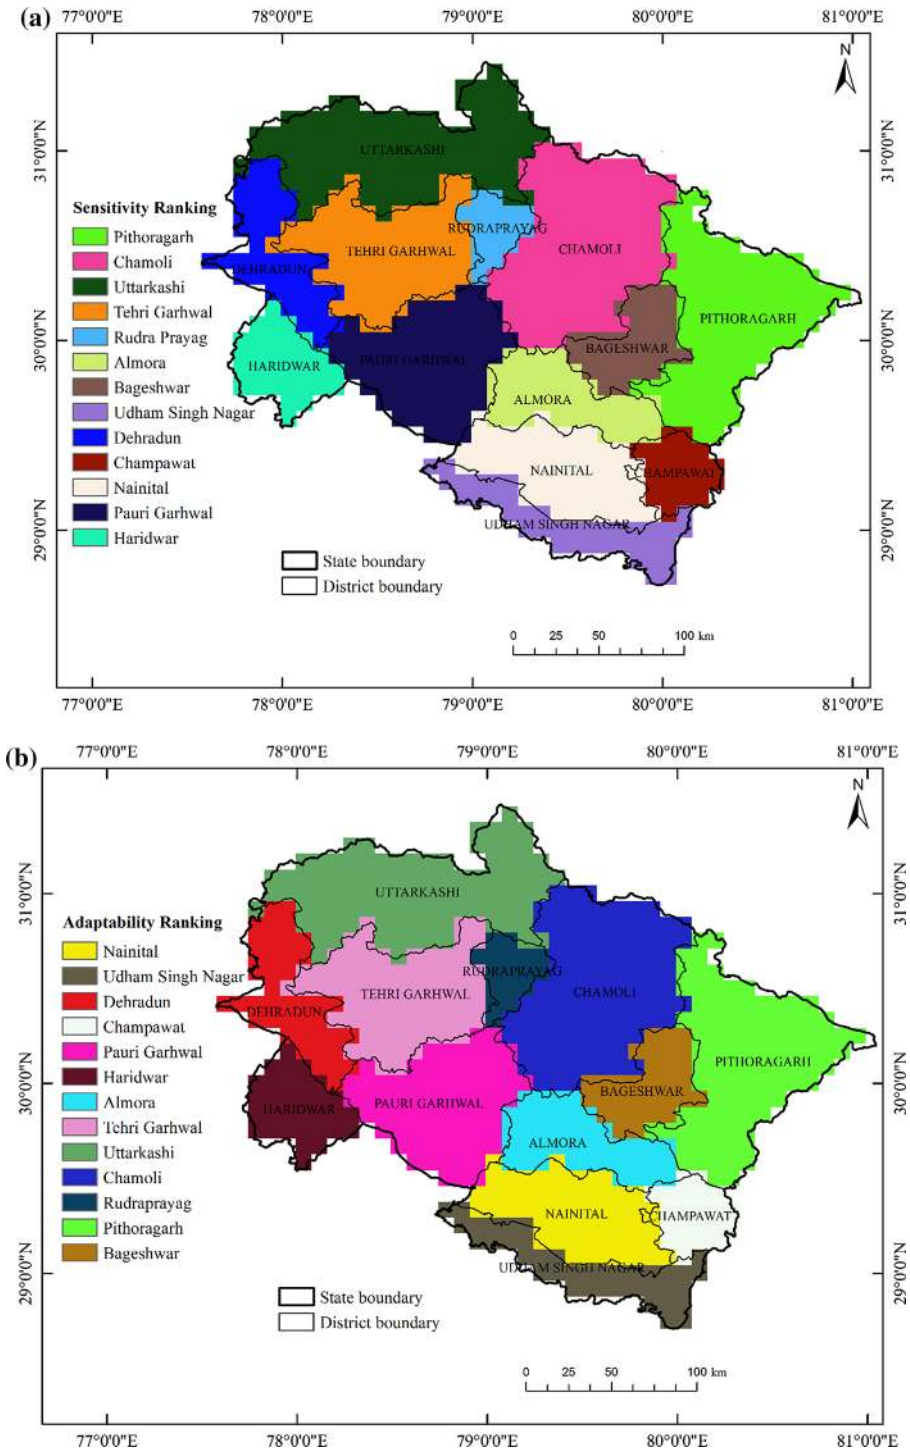 (a)
77°0'0"E 78°0'0"E 79°0'0"E 80°0'0"E 81°0'0"E
N
31°0'0"N
30°0'0"N
29°0'0"N
31°0'0"N
30°0'0"N
29°0'0"N
UTTARKASHI
RUDRAPRAYAG
TEHRI GARHWAL
CHAMOLI
DEHRADUN
PITHORAGARH
BAGESHWAR
PAURI GARHWAL
HARIDWAR
ALMORA
NAINITAL
CHAMPAWAT
UDHAM SINGH NAGAR
Sensitivity Ranking
Pithoragarh
Chamoli
Uttarkashi
Tehri Garhwal
Rudra Prayag
Almora
Bageshwar
Udham Singh Nagar
Dehradun
Champawat
Nainital
Pauri Garhwal
Haridwar
State boundary
District boundary
0 25 50 100 km
77°0'0"E 78°0'0"E 79°0'0"E 80°0'0"E 81°0'0"E
(b)
77°0'0"E 78°0'0"E 79°0'0"E 80°0'0"E 81°0'0"E
N
31°0'0"N
30°0'0"N
29°0'0"N
31°0'0"N
30°0'0"N
29°0'0"N
UTTARKASHI
RUDRAPRAYAG
TEHRI GARHWAL
CHAMOLI
DEHRADUN
PITHORAGARH
BAGESHWAR
PAURI GARHWAL
HARIDWAR
ALMORA
NAINITAL
CHAMPAWAT
UDHAM SINGH NAGAR
Adaptability Ranking
Nainital
Udham Singh Nagar
Dehradun
Champawat
Pauri Garhwal
Haridwar
Almora
Tehri Garhwal
Uttarkashi
Chamoli
Rudraprayag
Pithoragarh
Bageshwar
State boundary
District boundary
0 25 50 100 km
77°0'0"E 78°0'0"E 79°0'0"E 80°0'0"E 81°0'0"E